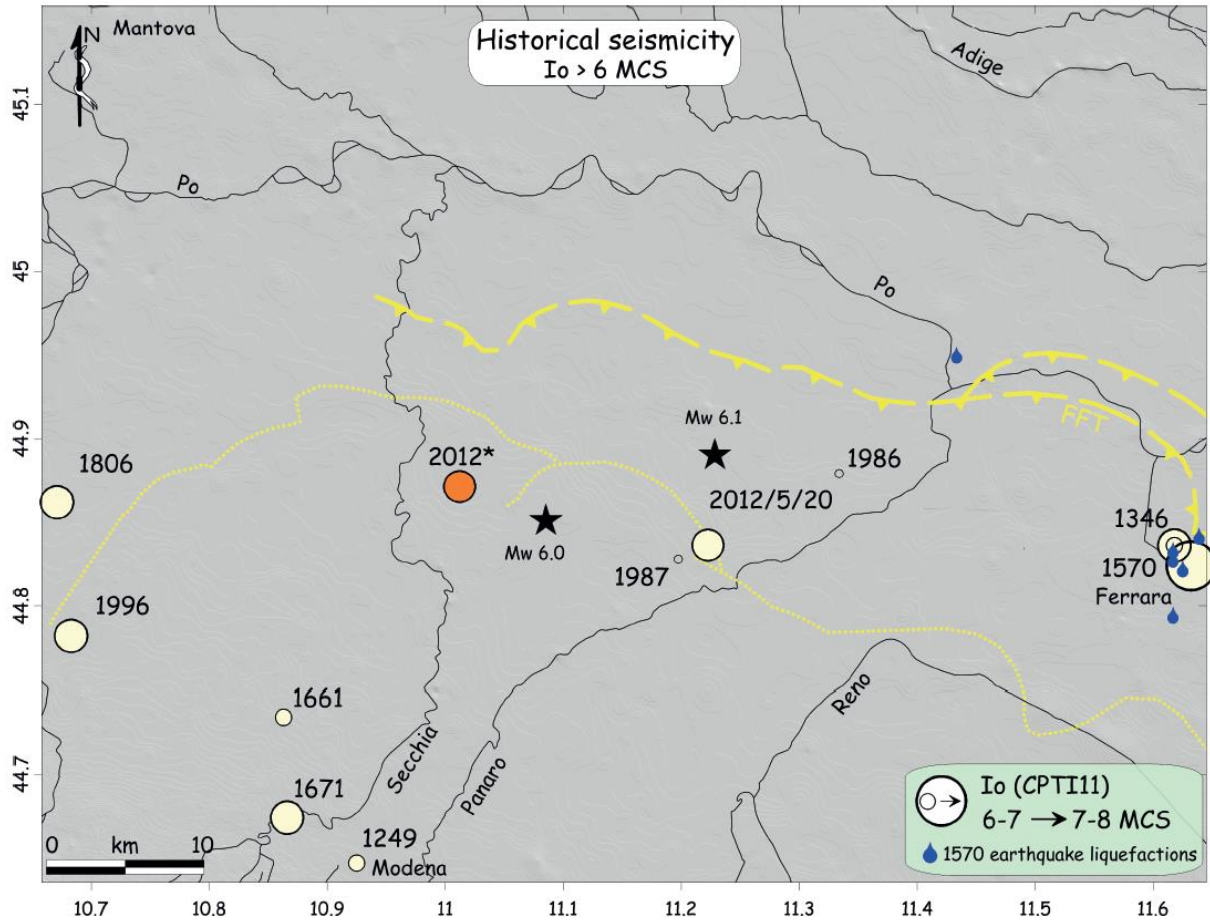 N
Mantova
Historical seismicity
Io > 6 MCS
Adige
Po
Po
FFT
Mw 6.1
1806
2012*
1986
2012/5/20
Mw 6.0
1346
1987
1570
Ferrara
1996
1661
Secchia
Panaro
Reno
1671
1249
Modena
0 km 10
Io (CPTI11)
6-7 → 7-8 MCS
1570 earthquake liquefactions
45.1
45
44.9
44.8
44.7
10.7 10.8 10.9 11 11.1 11.2 11.3 11.4 11.5 11.6